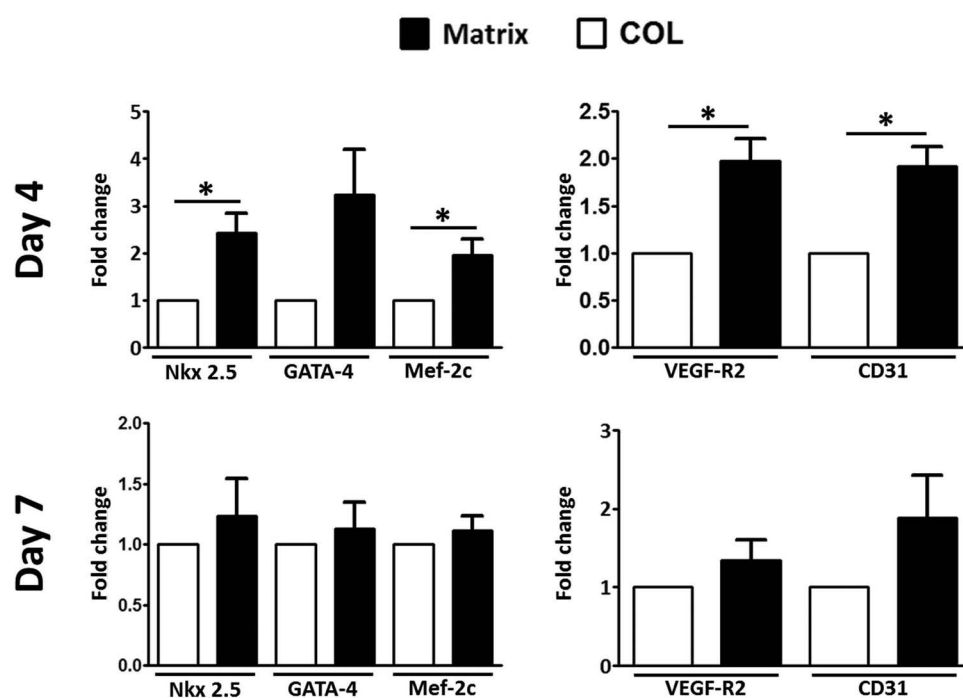 Matrix COL
Day 4
Fold change
5
4
3
2
1
0
* *
Nkx 2.5 GATA-4 Mef-2c
Fold change
2.5
2.0
1.5
1.0
0.5
0.0
* *
VEGF-R2 CD31
Day 7
Fold change
2.0
1.5
1.0
0.5
0.0
Nkx 2.5 GATA-4 Mef-2c
Fold change
3
2
1
0
VEGF-R2 CD31